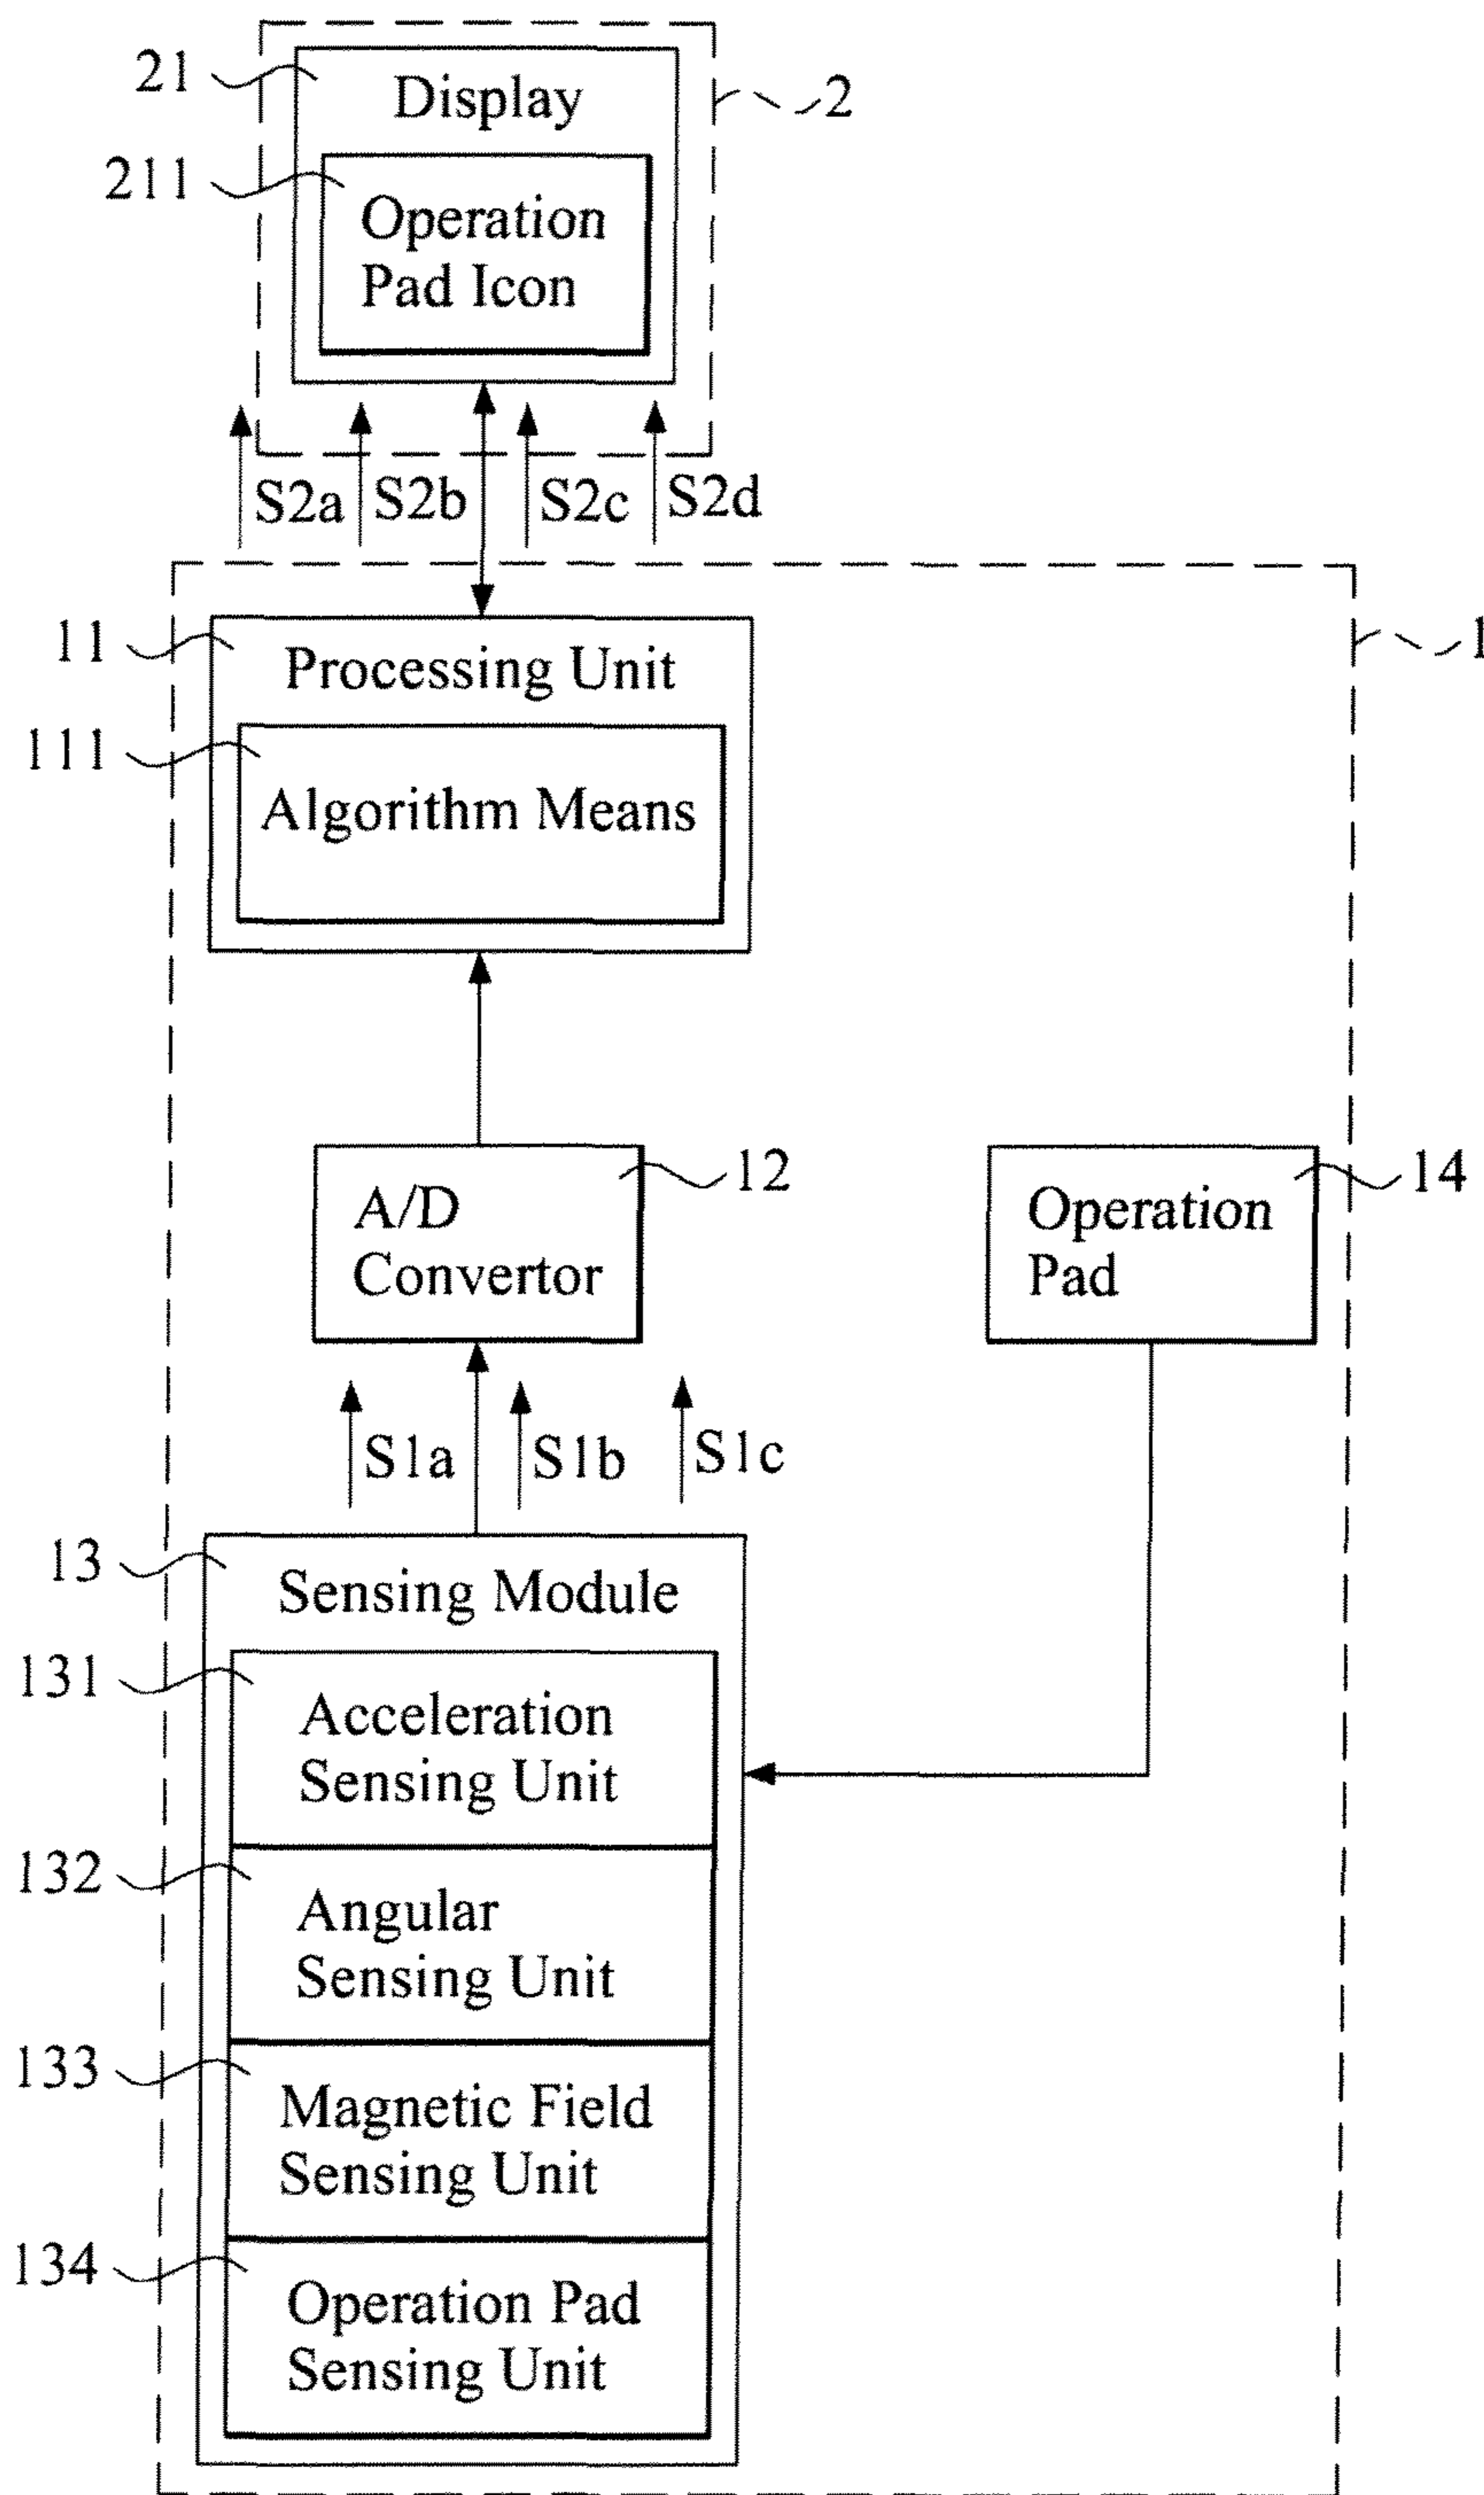 21
Display
2
211
Operation
Pad Icon
S2a
S2b
S2c
S2d
11
Processing Unit
1
111
Algorithm Means
12
A/D
Convertor
14
Operation
Pad
S1a
S1b
S1c
13
Sensing Module
131
Acceleration
Sensing Unit
132
Angular
Sensing Unit
133
Magnetic Field
Sensing Unit
134
Operation Pad
Sensing Unit